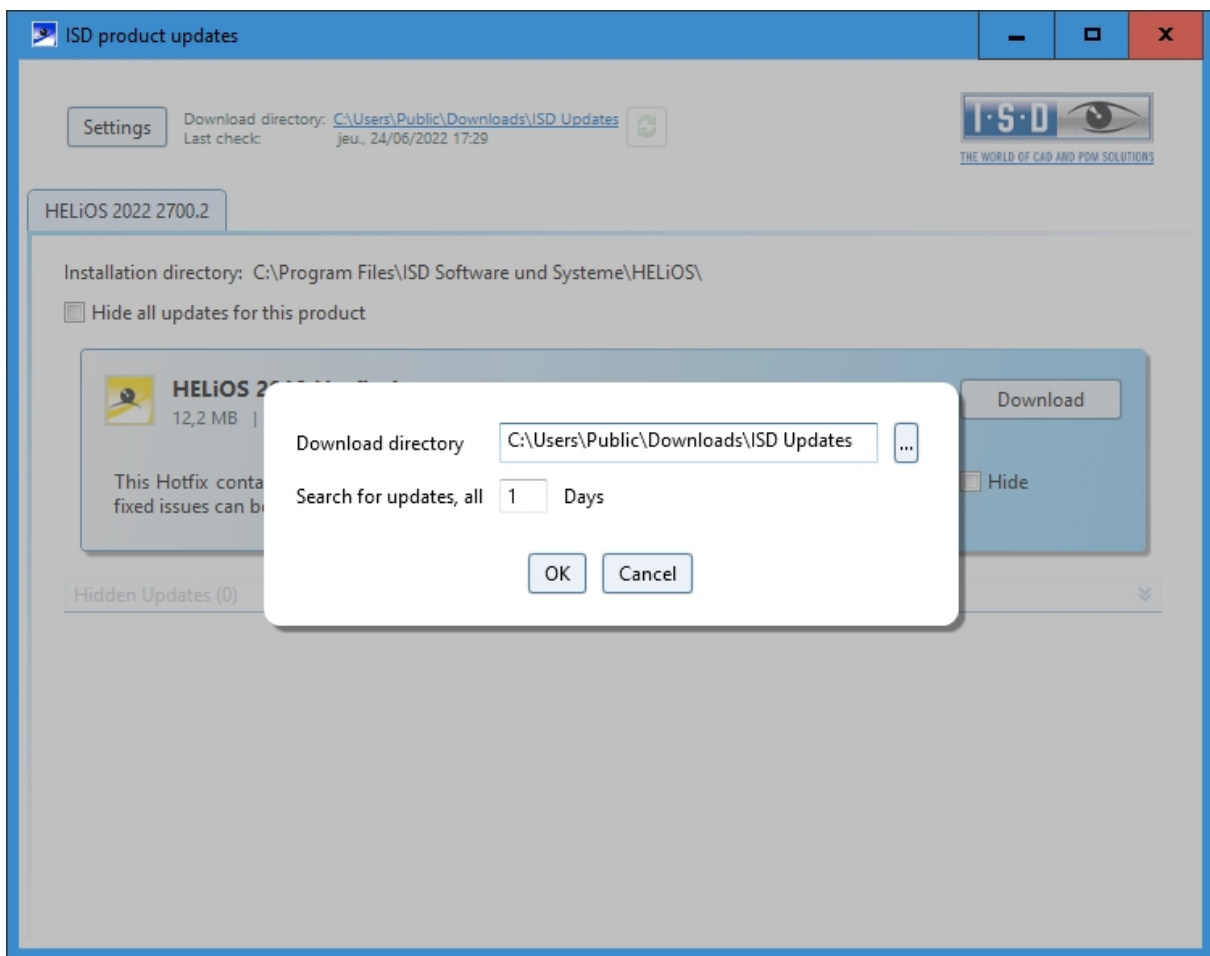 ISD product updates
Settings
Download directory: C:\Users\Public\Downloads\ISD Updates
Last check: jeu., 24/06/2022 17:29
I·S·D
THE WORLD OF CAD AND PDM SOLUTIONS
HELiOS 2022 2700.2
Installation directory: C:\Program Files\ISD Software und Systeme\HELiOS\
Hide all updates for this product
HELiOS
12,2 MB |
Download
This Hotfix
fixed issues can
Hide
Download directory C:\Users\Public\Downloads\ISD Updates ...
Search for updates, all 1 Days
OK Cancel
Hidden Updates (0)